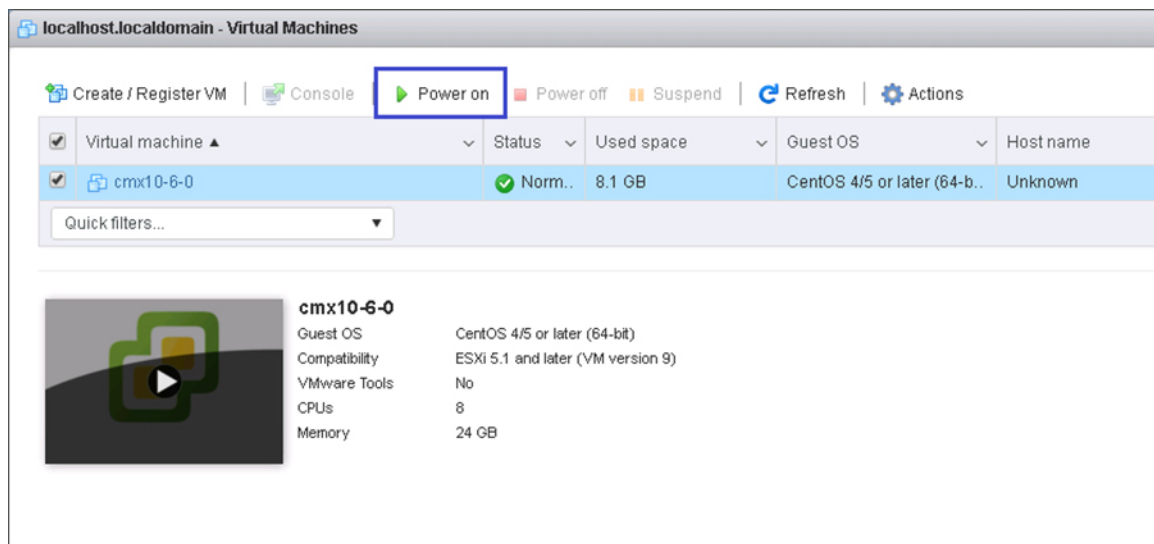 localhost.localdomain - Virtual Machines
Create / Register VM Console Power on Power off Suspend Refresh Actions
Virtual machine ▲ Status Used space Guest OS Host name
cmx10-6-0 Norm.. 8.1 GB CentOS 4/5 or later (64-b.. Unknown
Quick filters...
cmx10-6-0
Guest OS CentOS 4/5 or later (64-bit)
Compatibility ESXi 5.1 and later (VM version 9)
VMware Tools No
CPUs 8
Memory 24 GB